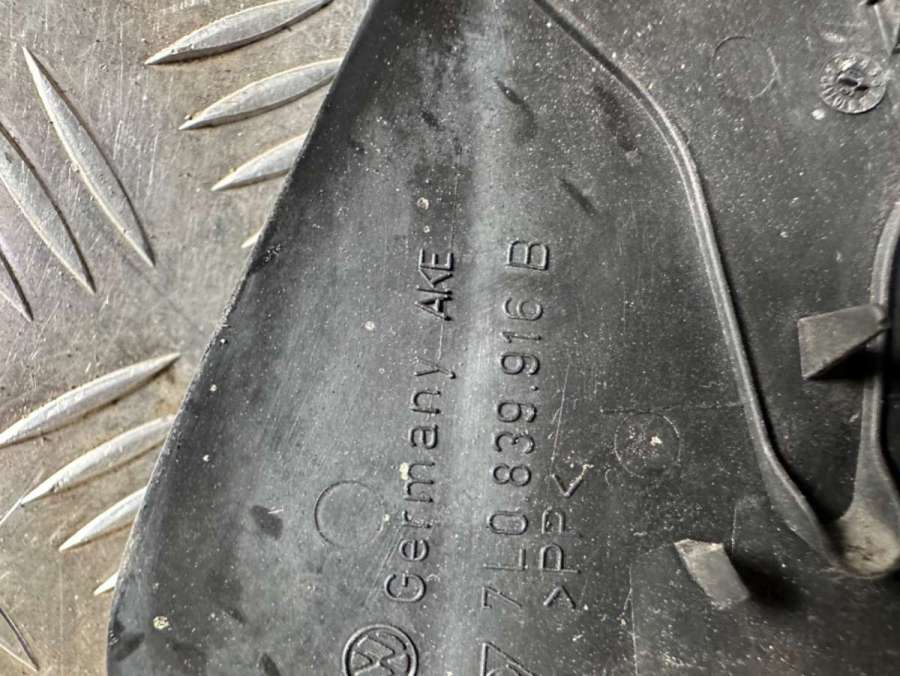 Germany AKE
7L0 839.916 B
>PP<